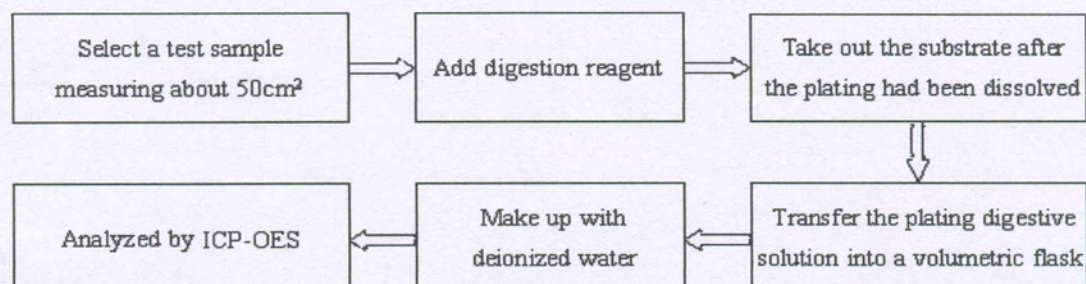 Select a test sample
measuring about 50cm²
Add digestion reagent
Take out the substrate after
the plating had been dissolved
Transfer the plating digestive
solution into a volumetric flask
Make up with
deionized water
Analyzed by ICP-OES